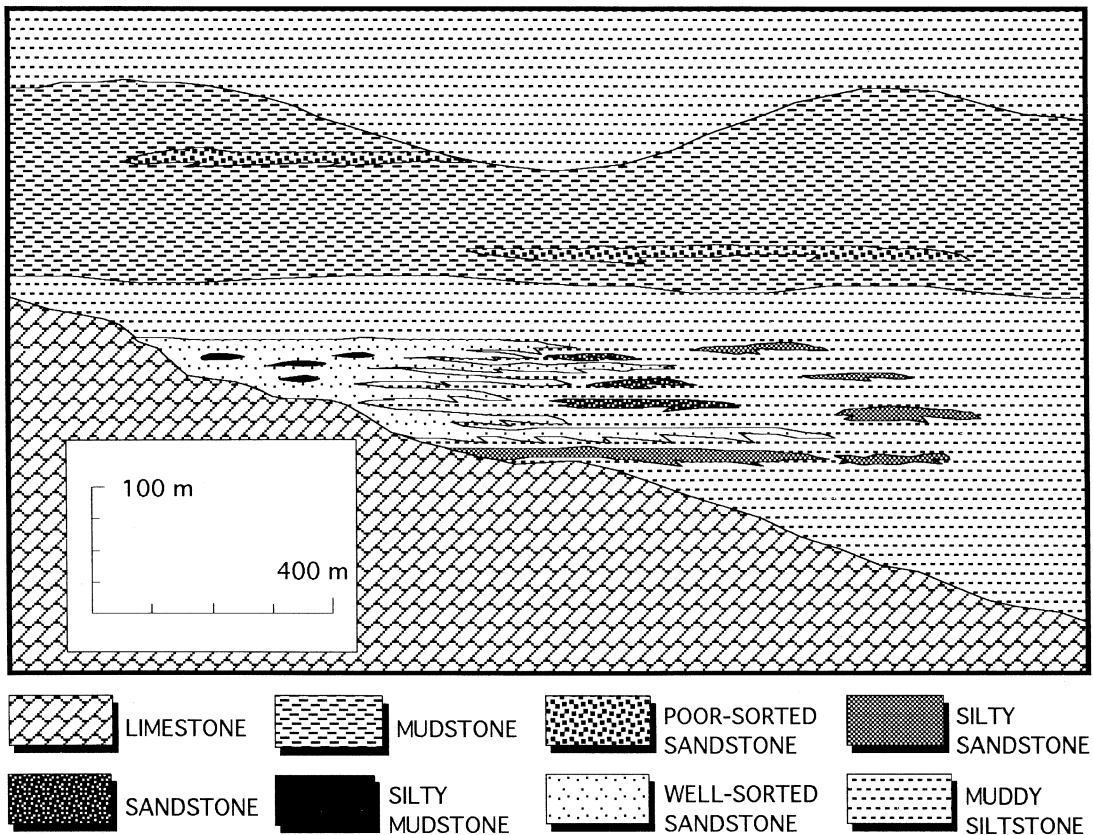 100 m
400 m
LIMESTONE
MUDSTONE
POOR-SORTED
SANDSTONE
SILTY
SANDSTONE
SANDSTONE
SILTY
MUDSTONE
WELL-SORTED
SANDSTONE
MUDDY
SILTSTONE